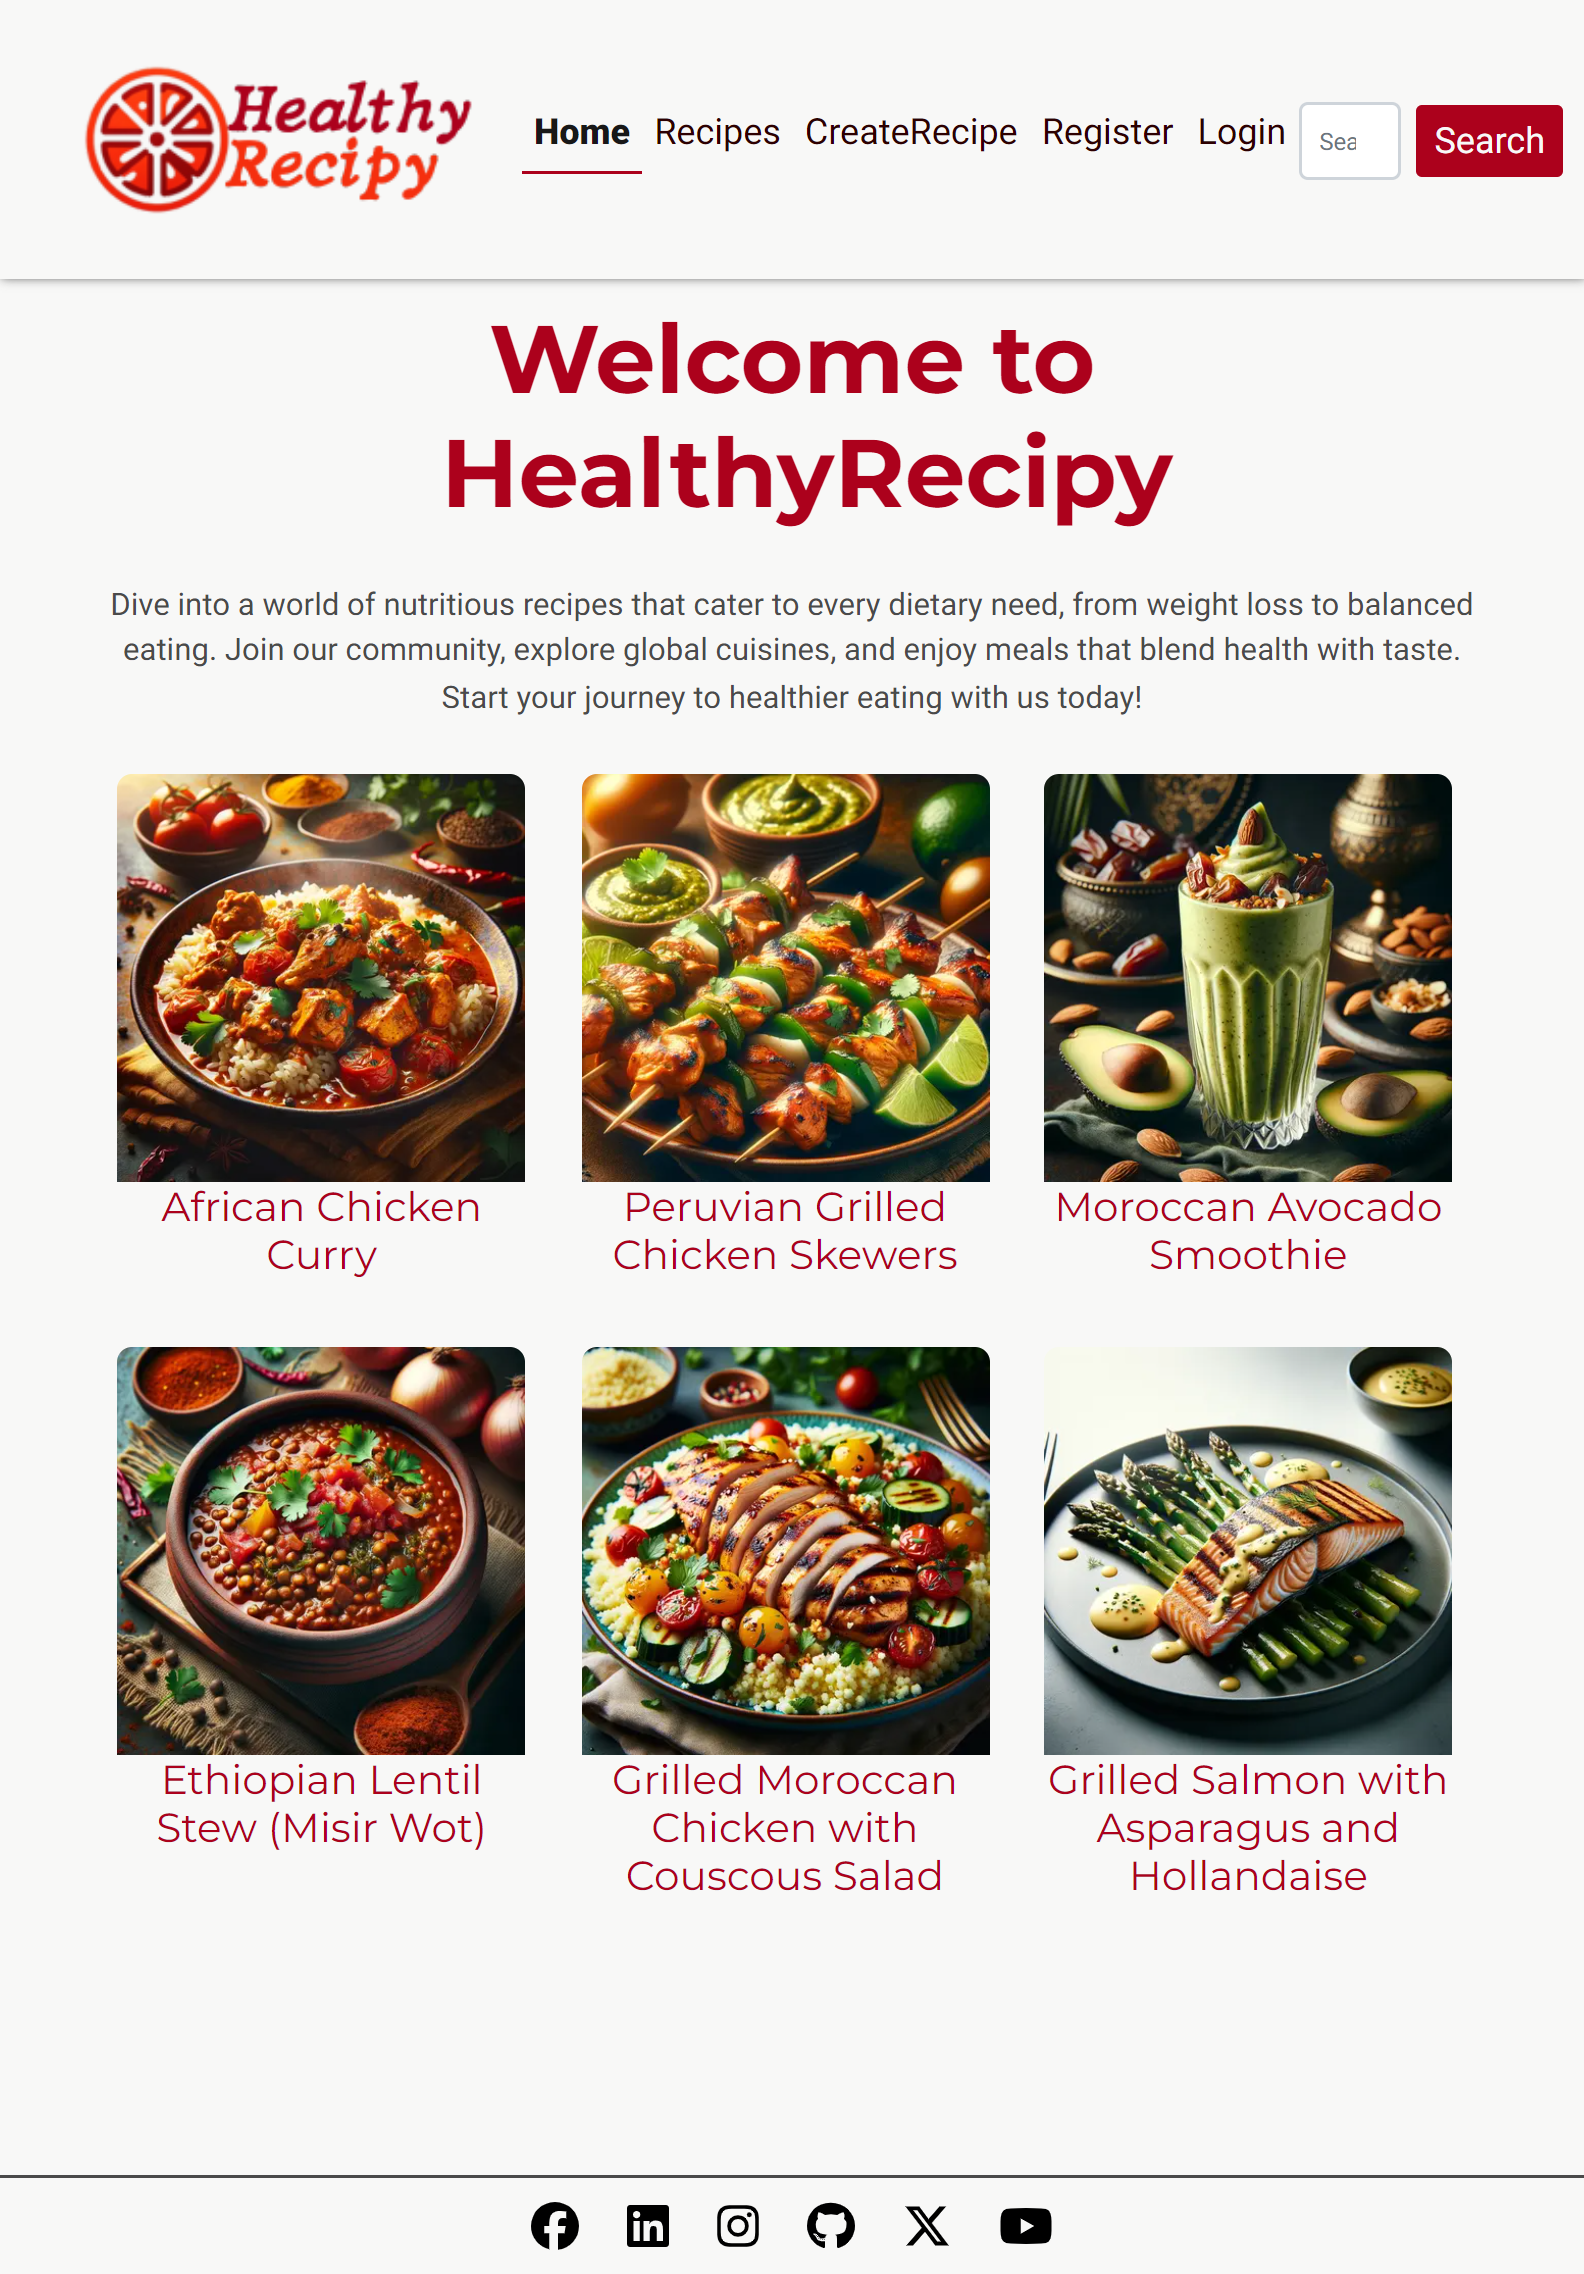 Healthy
Recipy
Home Recipes CreateRecipe Register Login Sea Search
Welcome to
HealthyRecipy
Dive into a world of nutritious recipes that cater to every dietary need, from weight loss to balanced
eating. Join our community, explore global cuisines, and enjoy meals that blend health with taste.
Start your journey to healthier eating with us today!
African Chicken
Curry
Peruvian Grilled
Chicken Skewers
Moroccan Avocado
Smoothie
Ethiopian Lentil
Stew (Misir Wot)
Grilled Moroccan
Chicken with
Couscous Salad
Grilled Salmon with
Asparagus and
Hollandaise